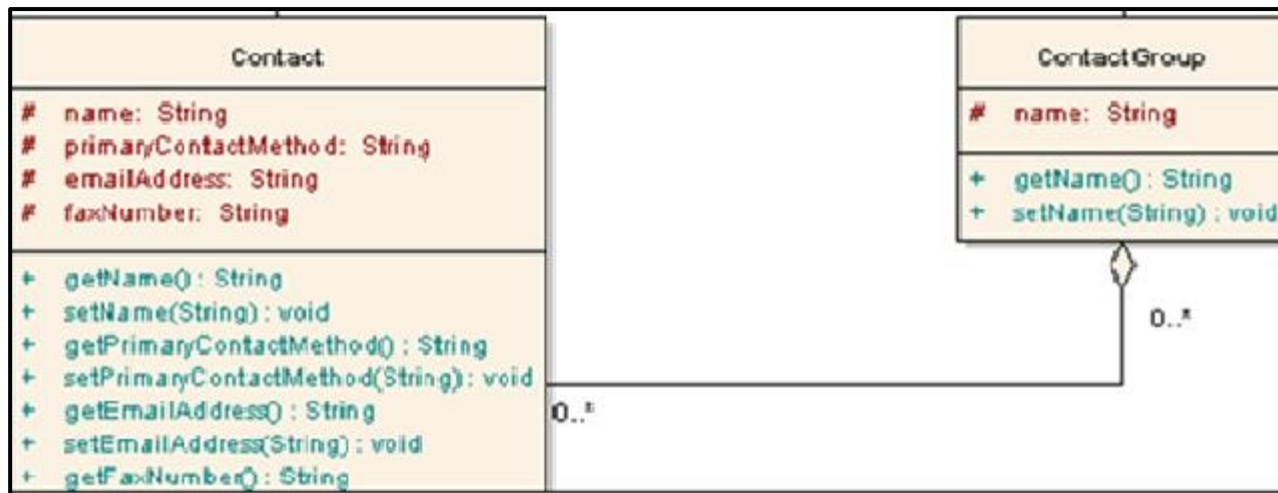 Contact
# name: String
# primaryContactMethod: String
# emailAddress: String
# faxNumber: String
+ getName() : String
+ setName(String) : void
+ getPrimaryContactMethod() : String
+ setPrimaryContactMethod(String) : void
+ getEmailAddress() : String
+ setEmailAddress(String) : void
+ getFaxNumber() : String
0..*
ContactGroup
# name: String
+ getName() : String
+ setName(String) : void
0..*